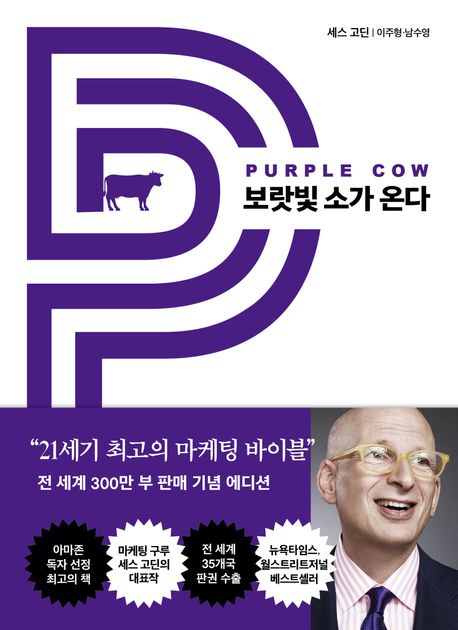 세스 고딘 | 이주형·남수영
PURPLE COW
보랏빛 소가 온다
“21세기 최고의 마케팅 바이블”
전 세계 300만 부 판매 기념 에디션
아마존
독자 선정
최고의 책
마케팅 구루
세스 고딘의
대표작
전 세계
35개국
판권 수출
뉴욕타임스,
월스트리트저널
베스트셀러